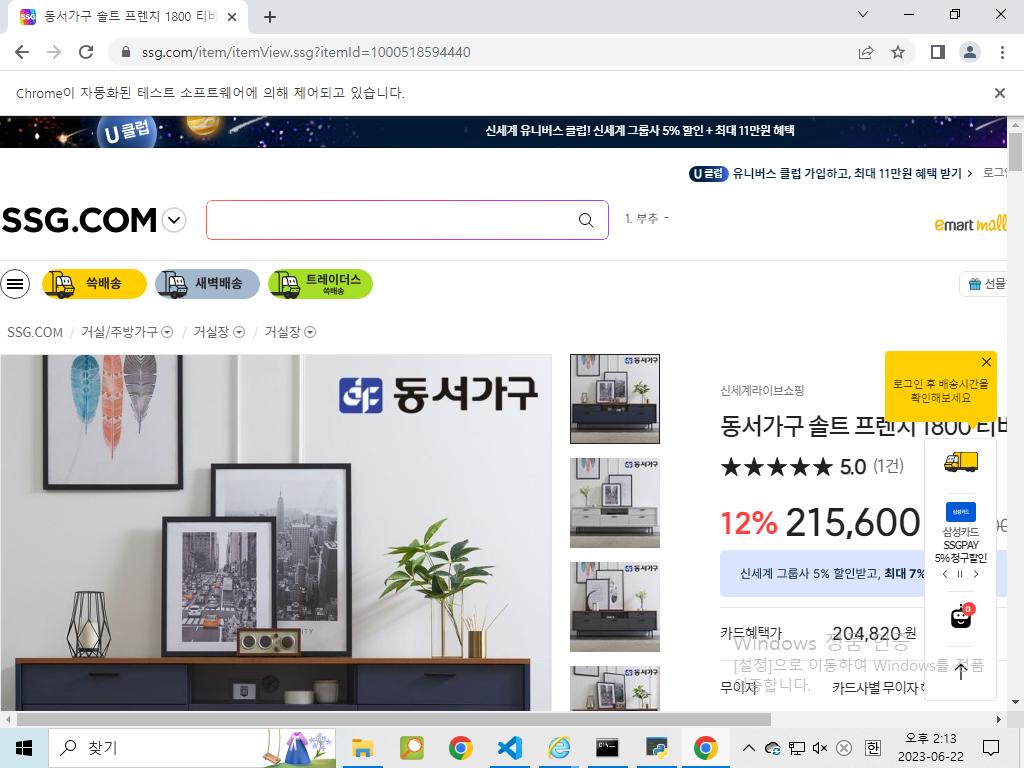 동서가구 솔트 프렌치 1800 티비
ssg.com/item/itemView.ssg?itemId=1000518594440
Chrome이 자동화된 테스트 소프트웨어에 의해 제어되고 있습니다.
U 클럽
신세계 유니버스 클럽! 신세계 그룹사 5% 할인 + 최대 11만원 혜택
U 클럽 유니버스 클럽 가입하고, 최대 11만원 혜택 받기 >
SSG.COM
1. 부추 -
emart mall
쓱배송
새벽배송
트레이더스
쓱배송
선물
SSG.COM / 거실/주방가구 / 거실장 / 거실장
동서가구
신세계라이브쇼핑
로그인 후 배송시간을
확인해보세요
동서가구 솔트 프렌치 1800 티비
5.0 (1건)
12% 215,600
삼성카드
삼성카드
SSGPAY
5% 청구할인
신세계 그룹사 5% 할인받고, 최대 7%
0
카드혜택가 204,820 원
Windows 정품 인증
[설정]으로 이동하여 Windows를 정품
인증합니다.
무이자 카드사별 무이자
찾기
한
오후 2:13
2023-06-22